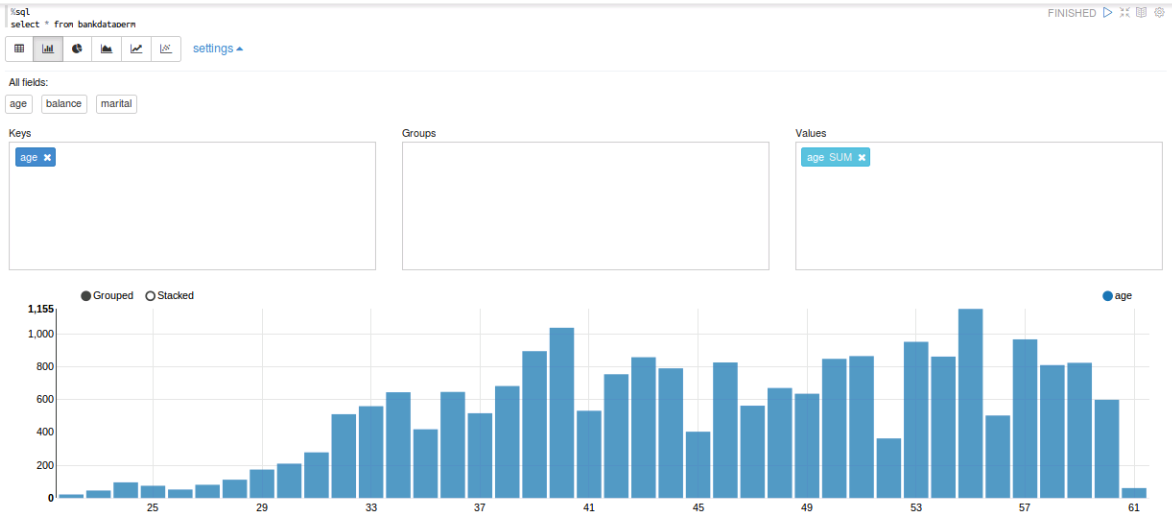 %sql
FINISHED
select * from bankdataperm
settings
All fields:
age balance marital
Keys Groups Values
age × age SUM ×
Grouped Stacked age
1,155
1,000
800
600
400
200
0
25 29 33 37 41 45 49 53 57 61